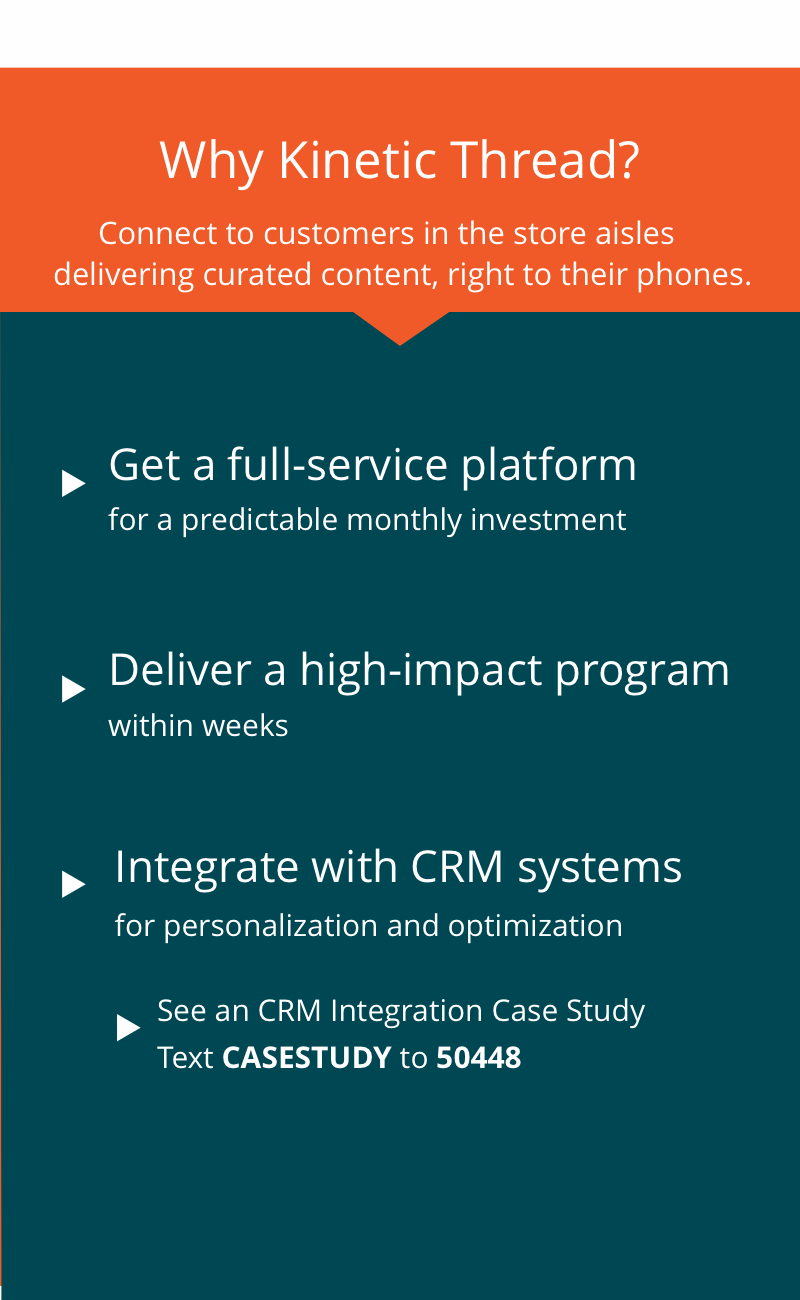 Why Kinetic Thread?
Connect to customers in the store aisles
delivering curated content, right to their phones.
Get a full-service platform
for a predictable monthly investment
Deliver a high-impact program
within weeks
Integrate with CRM systems
for personalization and optimization
See an CRM Integration Case Study
Text CASESTUDY to 50448